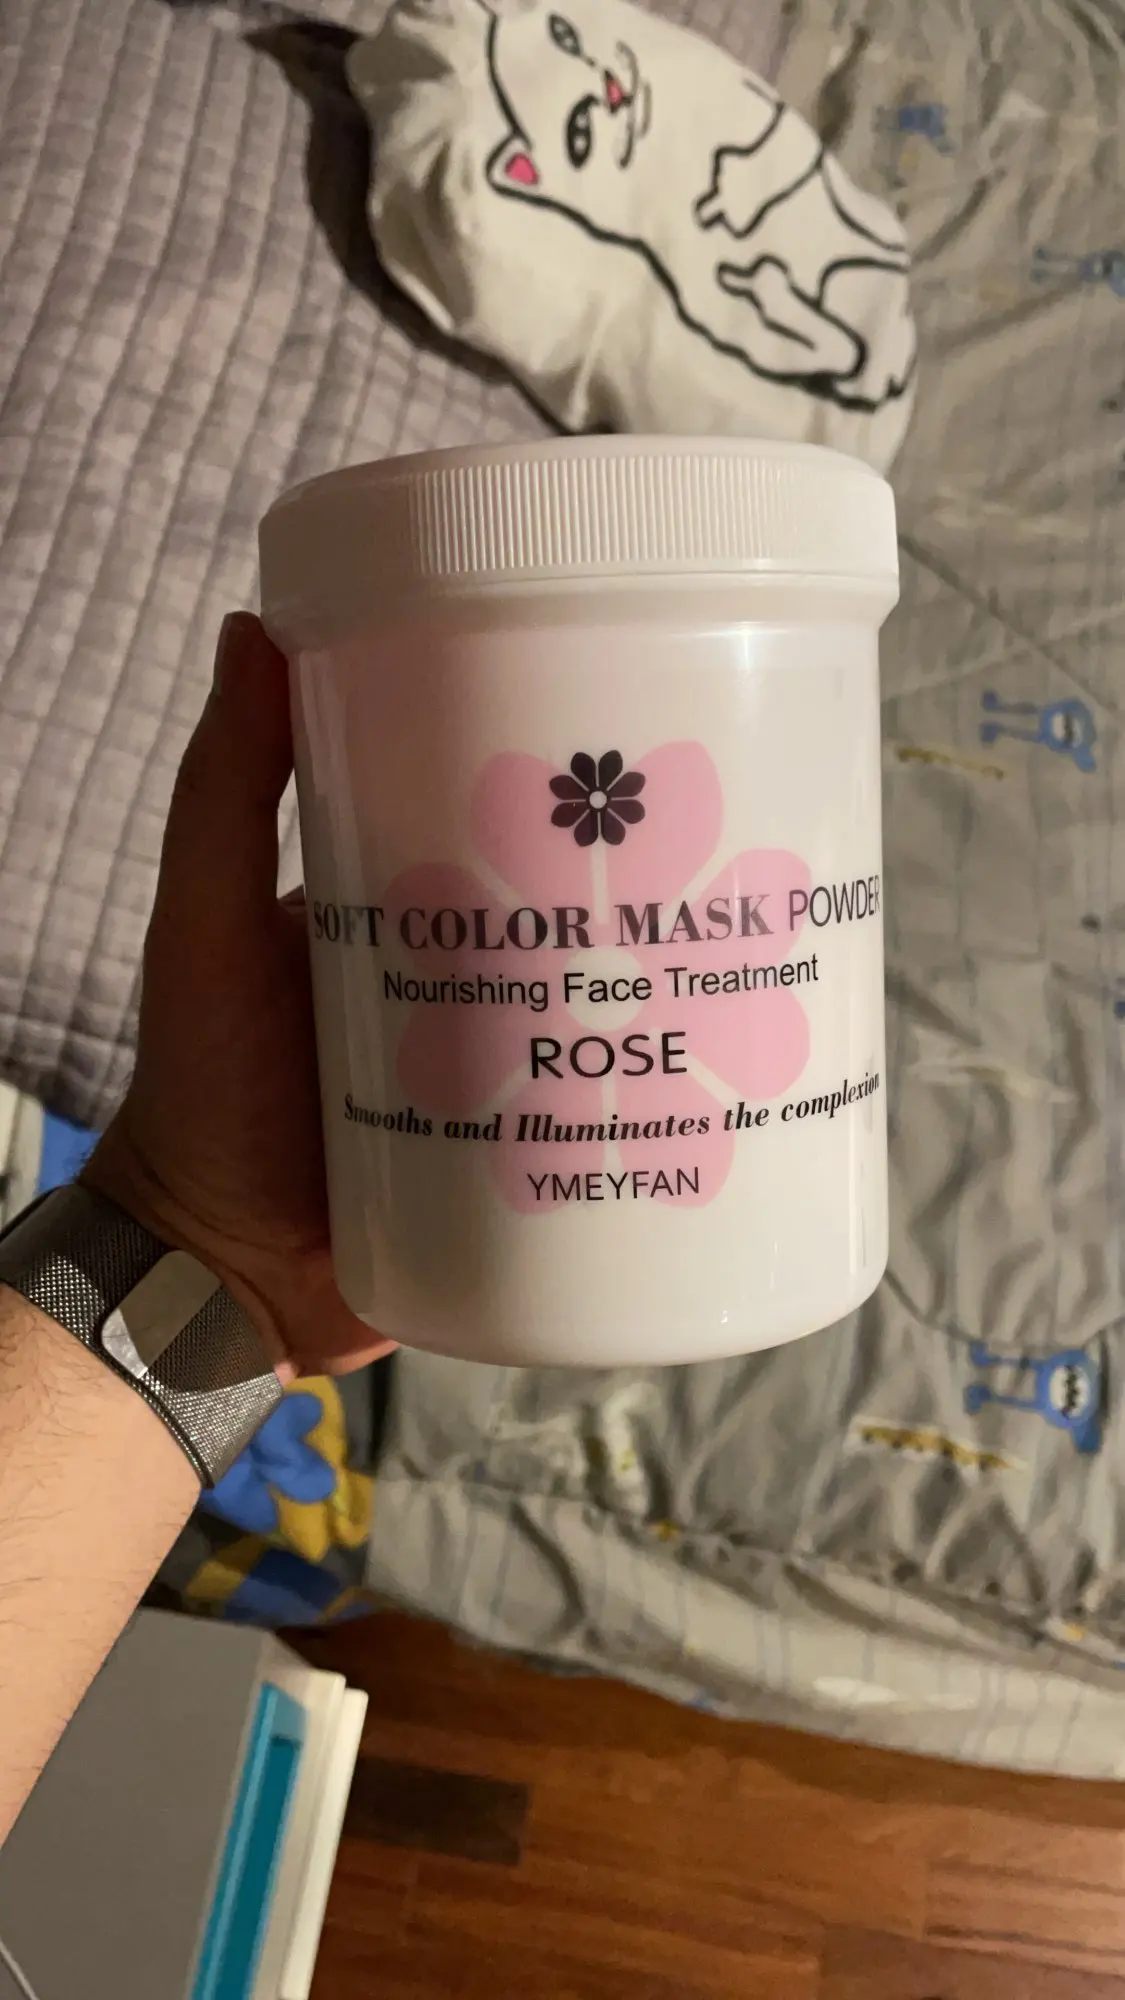 SOFT COLOR MASK POWDER
Nourishing Face Treatment
ROSE
Smooths and Illuminates the complexion
YMEYFAN